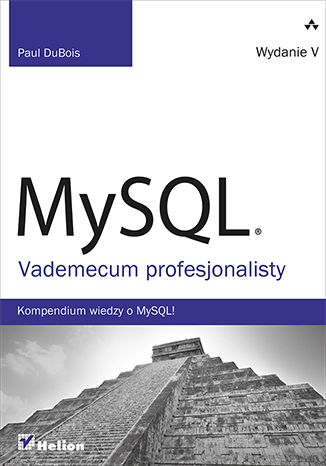 Paul DuBois
Wydanie V
MySQL®
Vademecum profesjonalisty
Kompendium wiedzy o MySQL!
Helion